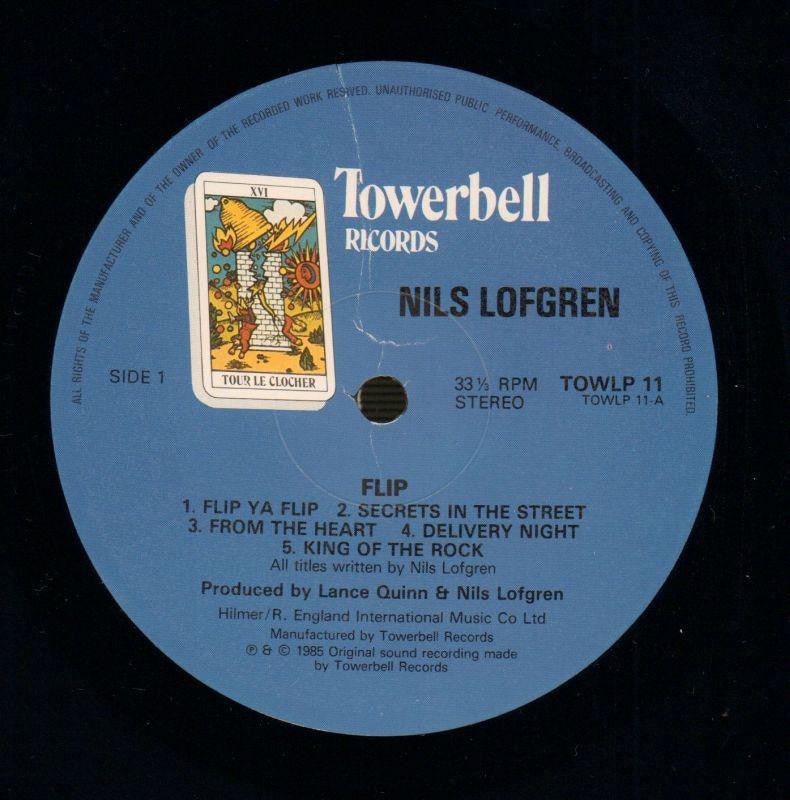 ALL RIGHTS OF THE MANUFACTURER AND OF THE OWNER OF THE RECORDED WORK RESIVED. UNAUTHORISED PUBLIC PERFORMANCE, BROADCASTING AND COPYING OF THIS RECORD PROHIBITED.
XVI
TOUR LE CLOCHER
Towerbell
RECORDS
NILS LOFGREN
SIDE 1
33⅓ RPM TOWLP 11
STEREO TOWLP 11-A
FLIP
1. FLIP YA FLIP 2. SECRETS IN THE STREET
3. FROM THE HEART 4. DELIVERY NIGHT
5. KING OF THE ROCK
All titles written by Nils Lofgren
Produced by Lance Quinn & Nils Lofgren
Hilmer/R. England International Music Co Ltd
Manufactured by Towerbell Records
℗ & © 1985 Original sound recording made
by Towerbell Records